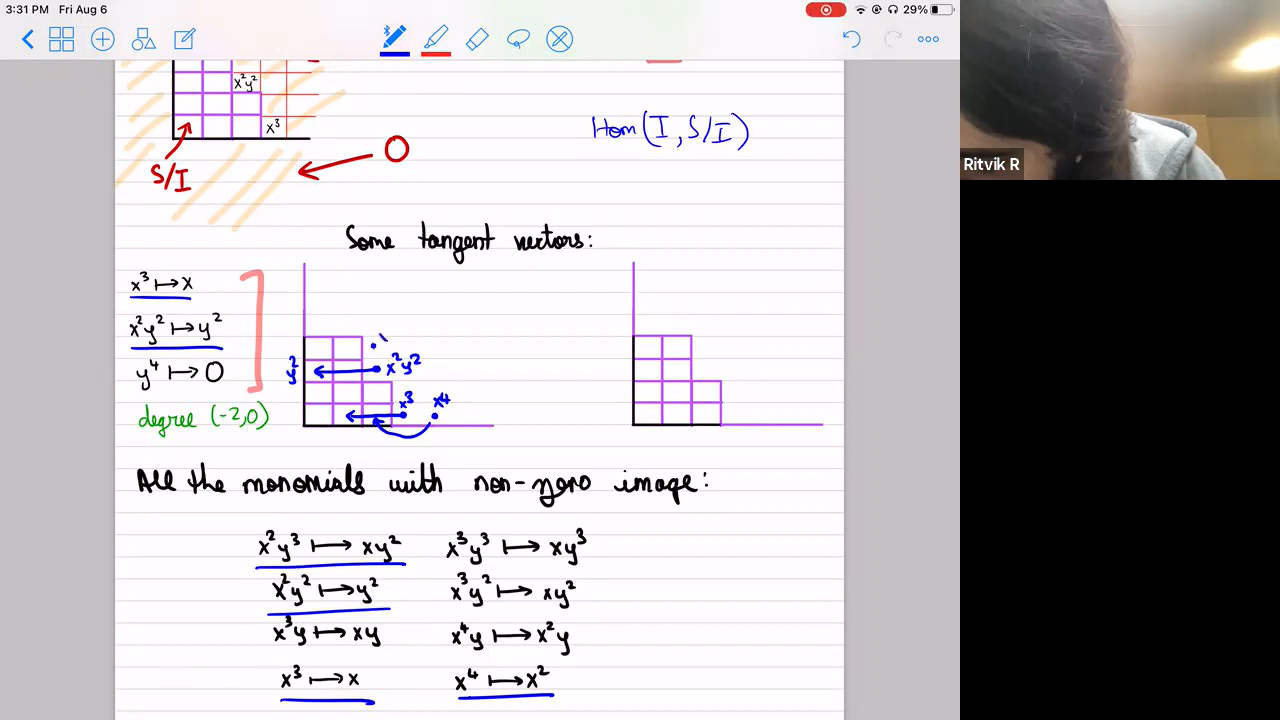 3:31 PM Fri Aug 6
29%
x²y²
x³
S/I
O
Hom(I, S/I)
Ritvik R
Some tangent vectors:
x³ ↦ x
x²y² ↦ y²
y⁴ ↦ 0
degree (-2,0)
y²
x²y²
x³
x⁴
All the monomials with non-zero image:
x²y³ ↦ xy² x³y³ ↦ xy³
x²y² ↦ y² x³y² ↦ xy²
x³y ↦ xy x⁴y ↦ x²y
x³ ↦ x x⁴ ↦ x²